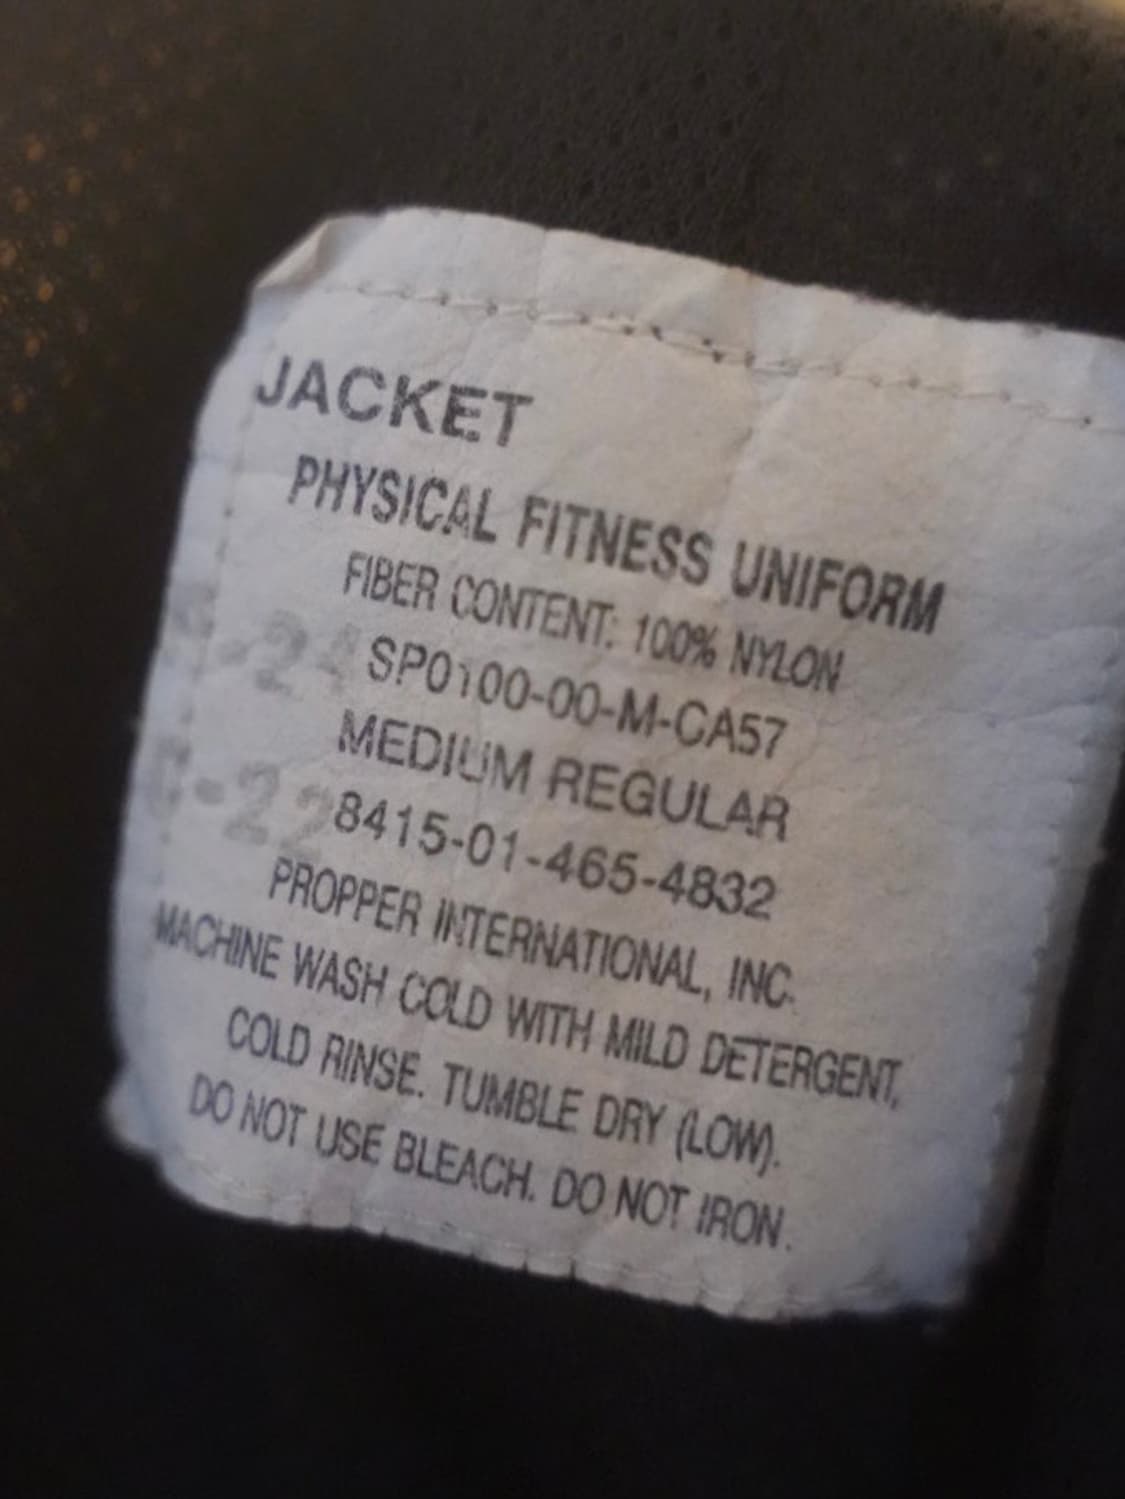 JACKET
PHYSICAL FITNESS UNIFORM
FIBER CONTENT: 100% NYLON
SP0100-00-M-CA57
MEDIUM REGULAR
8415-01-465-4832
PROPPER INTERNATIONAL, INC.
MACHINE WASH COLD WITH MILD DETERGENT,
COLD RINSE. TUMBLE DRY (LOW).
DO NOT USE BLEACH. DO NOT IRON.